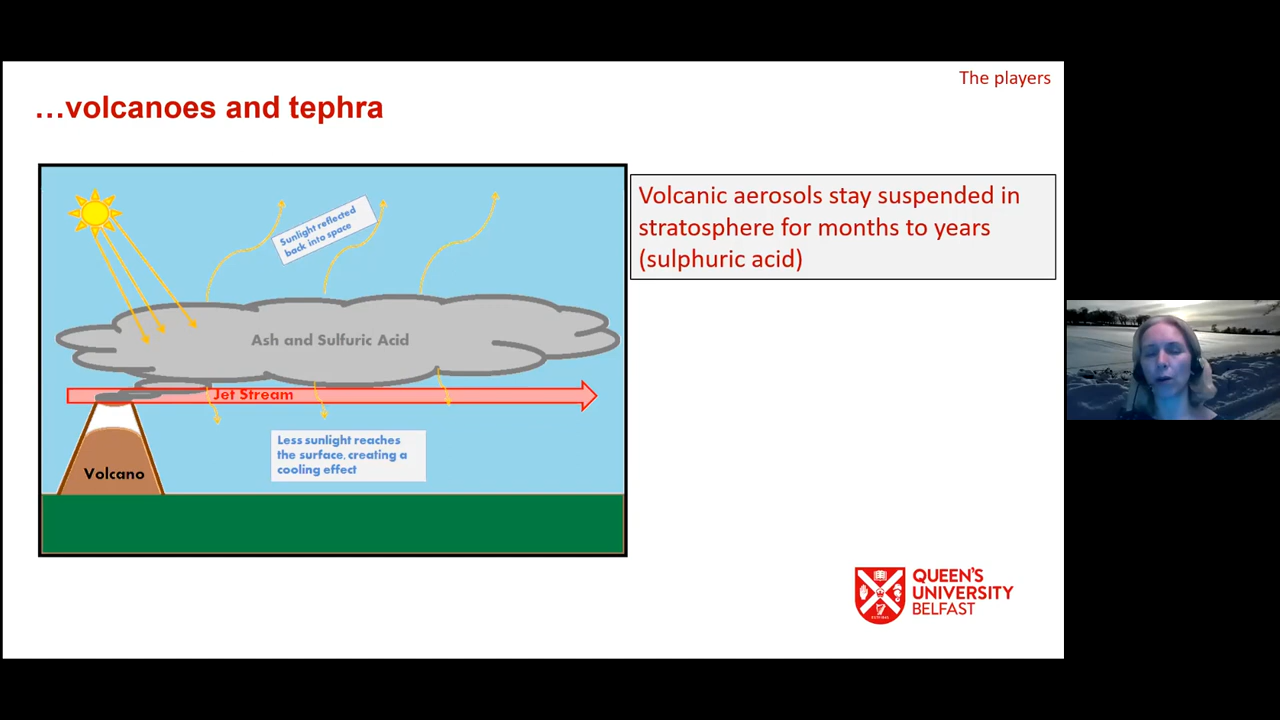 The players
…volcanoes and tephra
Sunlight reflected
back into space
Ash and Sulfuric Acid
Jet Stream
Less sunlight reaches
the surface, creating a
cooling effect
Volcano
Volcanic aerosols stay suspended in
stratosphere for months to years
(sulphuric acid)
QUEEN'S
UNIVERSITY
BELFAST